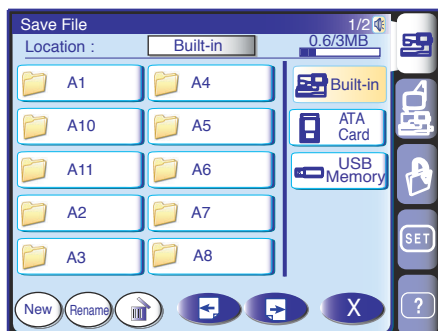 Save File 1/2
Location : Built-in 0.6/3MB
A1 A4 Built-in
A10 A5 ATA Card
A11 A6 USB Memory
A2 A7
A3 A8
SET
New Rename X ?